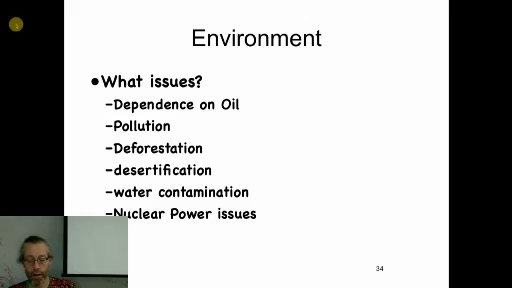 Environment
•What issues?
–Dependence on Oil
–Pollution
–Deforestation
–desertification
–water contamination
–Nuclear Power issues
34